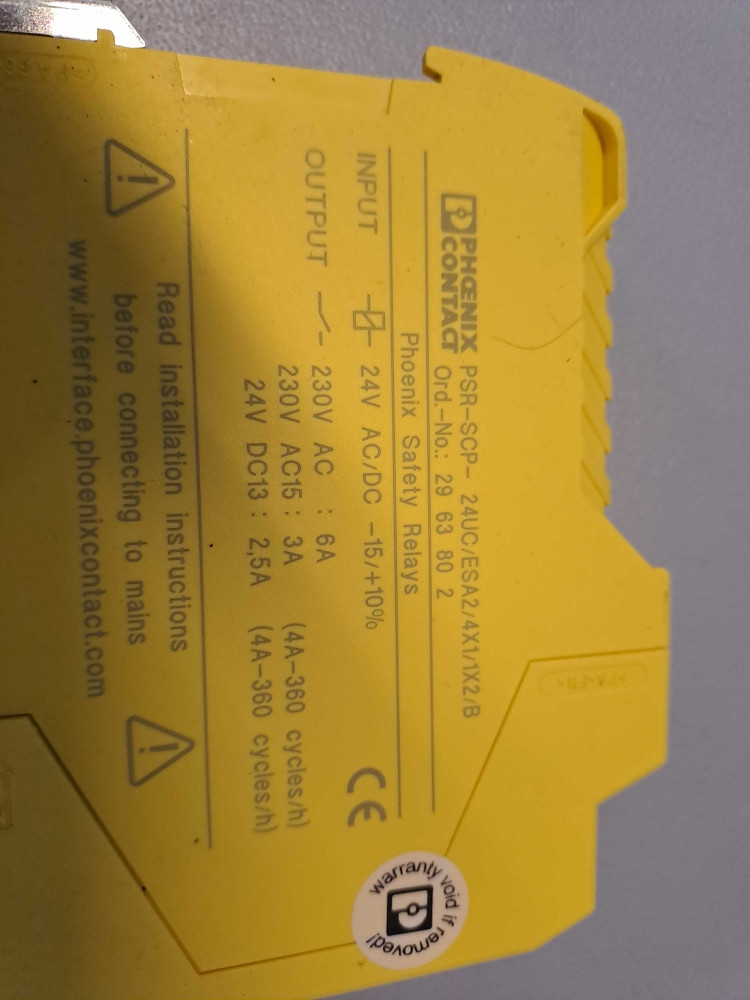 PHŒNIX
CONTACT
PSR-SCP- 24UC/ESA2/4X1/1X2/B
Ord.-No.: 29 63 80 2
Phoenix Safety Relays
INPUT 24V AC/DC -15/+10%
OUTPUT 230V AC : 6A
230V AC15 : 3A (4A-360 cycles/h)
24V DC13 : 2,5A (4A-360 cycles/h)
CE
Read installation instructions
before connecting to mains
www.interface.phoenixcontact.com
warranty void if removed!